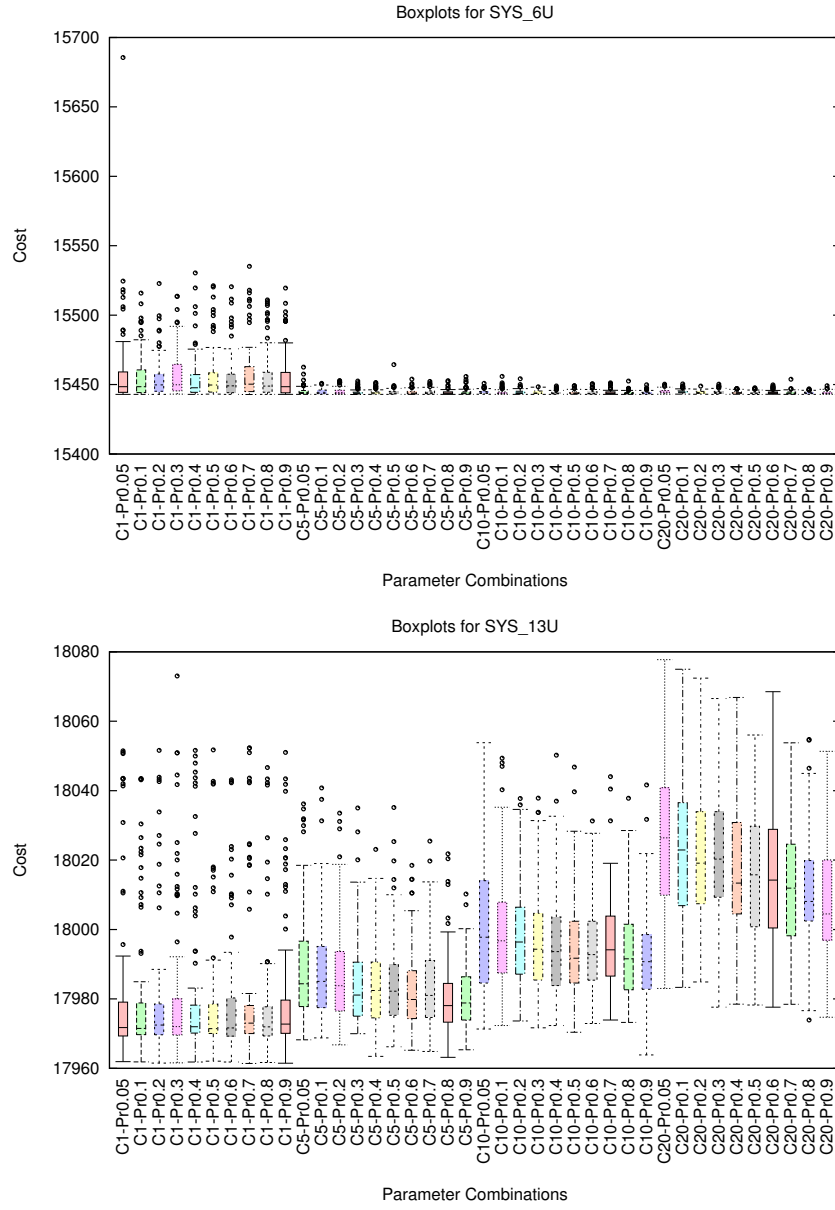 Boxplots for SYS_6U
15700
15650
15600
15550
15500
15450
15400
Cost
C1-Pr0.05
C1-Pr0.1
C1-Pr0.2
C1-Pr0.3
C1-Pr0.4
C1-Pr0.5
C1-Pr0.6
C1-Pr0.7
C1-Pr0.8
C1-Pr0.9
C5-Pr0.05
C5-Pr0.1
C5-Pr0.2
C5-Pr0.3
C5-Pr0.4
C5-Pr0.5
C5-Pr0.6
C5-Pr0.7
C5-Pr0.8
C5-Pr0.9
C10-Pr0.05
C10-Pr0.1
C10-Pr0.2
C10-Pr0.3
C10-Pr0.4
C10-Pr0.5
C10-Pr0.6
C10-Pr0.7
C10-Pr0.8
C10-Pr0.9
C20-Pr0.05
C20-Pr0.1
C20-Pr0.2
C20-Pr0.3
C20-Pr0.4
C20-Pr0.5
C20-Pr0.6
C20-Pr0.7
C20-Pr0.8
C20-Pr0.9
Parameter Combinations
Boxplots for SYS_13U
18080
18060
18040
18020
18000
17980
17960
Cost
C1-Pr0.05
C1-Pr0.1
C1-Pr0.2
C1-Pr0.3
C1-Pr0.4
C1-Pr0.5
C1-Pr0.6
C1-Pr0.7
C1-Pr0.8
C1-Pr0.9
C5-Pr0.05
C5-Pr0.1
C5-Pr0.2
C5-Pr0.3
C5-Pr0.4
C5-Pr0.5
C5-Pr0.6
C5-Pr0.7
C5-Pr0.8
C5-Pr0.9
C10-Pr0.05
C10-Pr0.1
C10-Pr0.2
C10-Pr0.3
C10-Pr0.4
C10-Pr0.5
C10-Pr0.6
C10-Pr0.7
C10-Pr0.8
C10-Pr0.9
C20-Pr0.05
C20-Pr0.1
C20-Pr0.2
C20-Pr0.3
C20-Pr0.4
C20-Pr0.5
C20-Pr0.6
C20-Pr0.7
C20-Pr0.8
C20-Pr0.9
Parameter Combinations